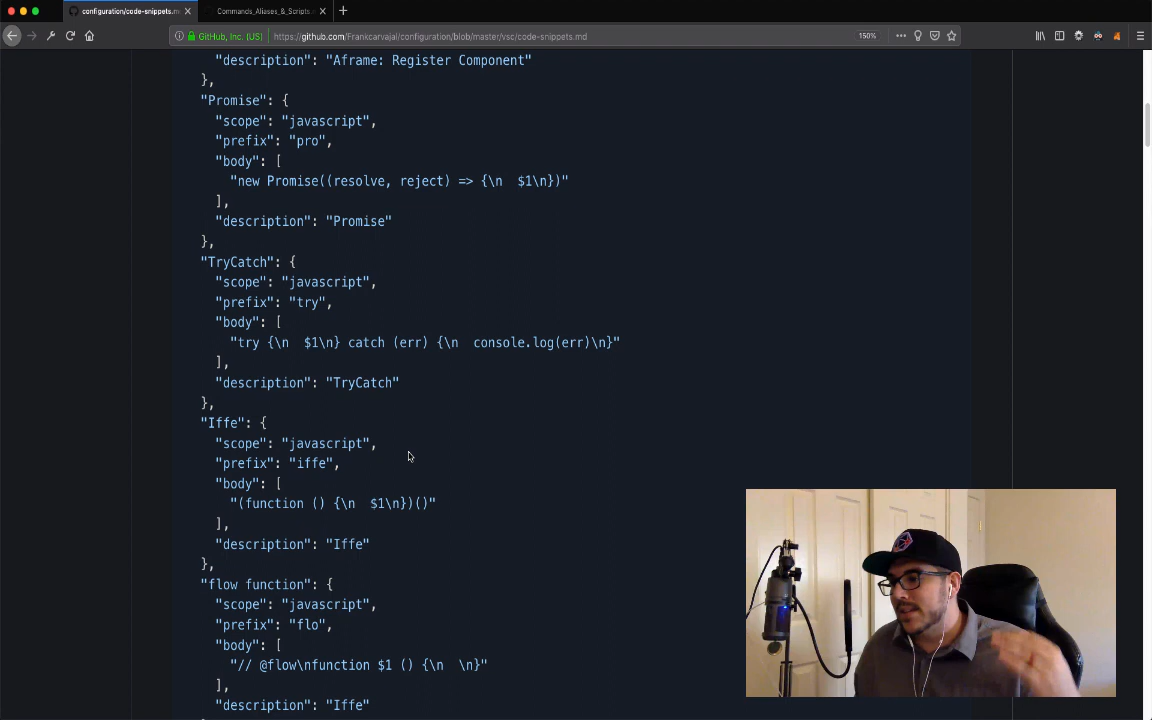 configuration/code-snippets.m
Commands_Aliases_&_Scripts.
GitHub, Inc. (US)
https://github.com/Frankcarvajal/configuration/blob/master/vsc/code-snippets.md
150%
"description": "Aframe: Register Component"
},
"Promise": {
"scope": "javascript",
"prefix": "pro",
"body": [
"new Promise((resolve, reject) => {\n  $1\n})"
],
"description": "Promise"
},
"TryCatch": {
"scope": "javascript",
"prefix": "try",
"body": [
"try {\n  $1\n} catch (err) {\n  console.log(err)\n}"
],
"description": "TryCatch"
},
"Iffe": {
"scope": "javascript",
"prefix": "iffe",
"body": [
"(function () {\n  $1\n})()"
],
"description": "Iffe"
},
"flow function": {
"scope": "javascript",
"prefix": "flo",
"body": [
"// @flow\nfunction $1 () {\n  \n}"
],
"description": "Iffe"